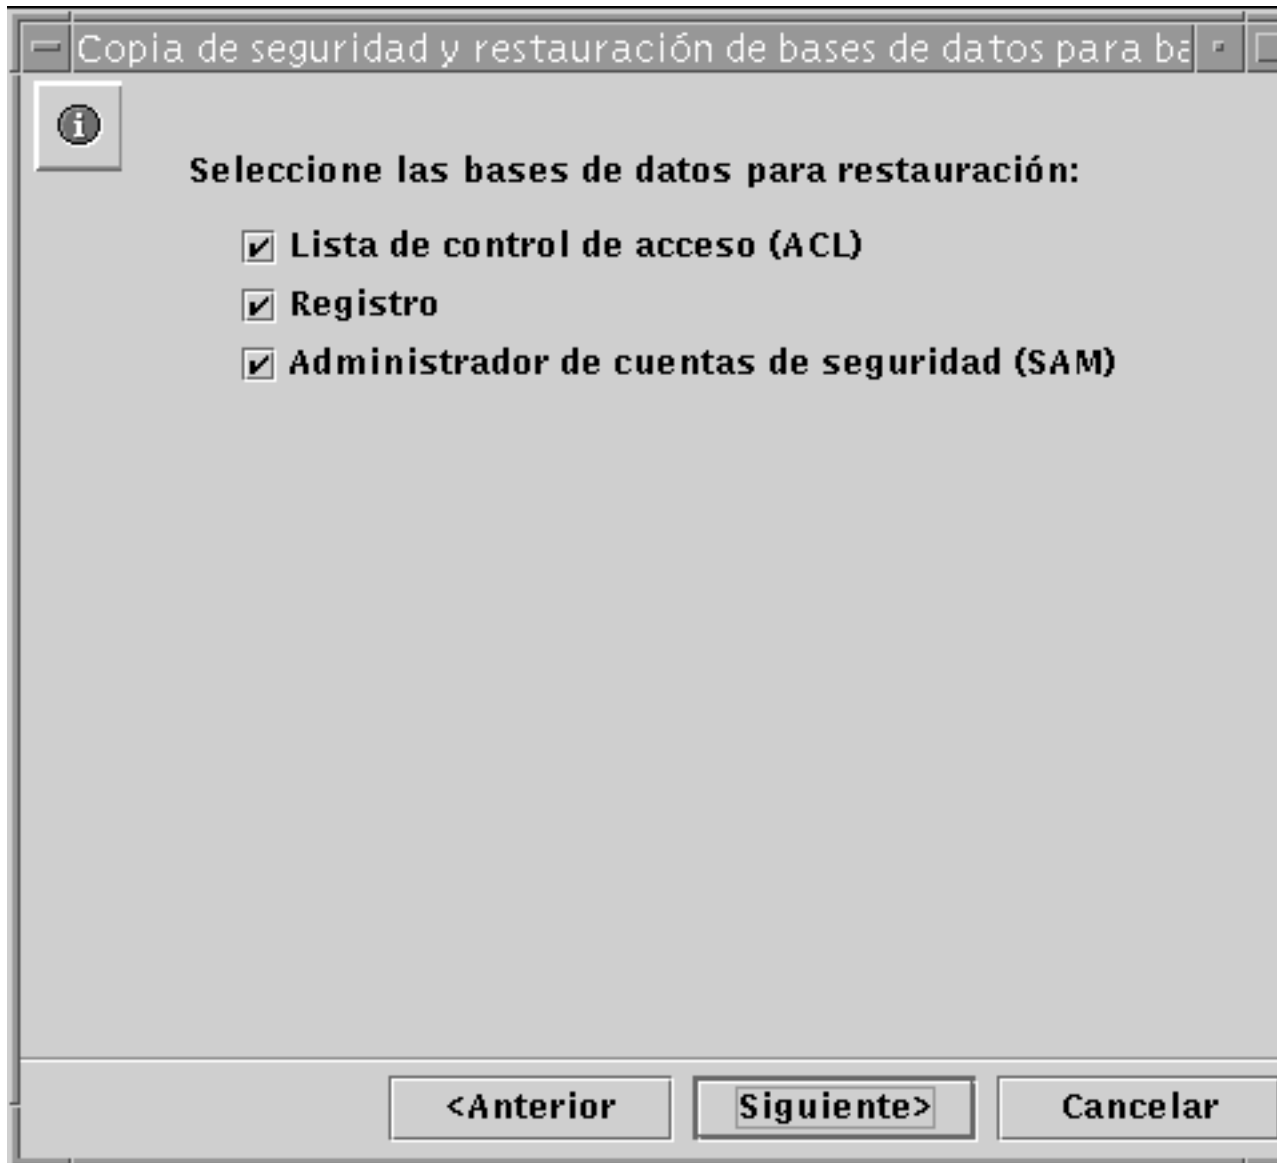 Copia de seguridad y restauración de bases de datos para ba
Seleccione las bases de datos para restauración:
Lista de control de acceso (ACL)
Registro
Administrador de cuentas de seguridad (SAM)
<Anterior
Siguiente>
Cancelar